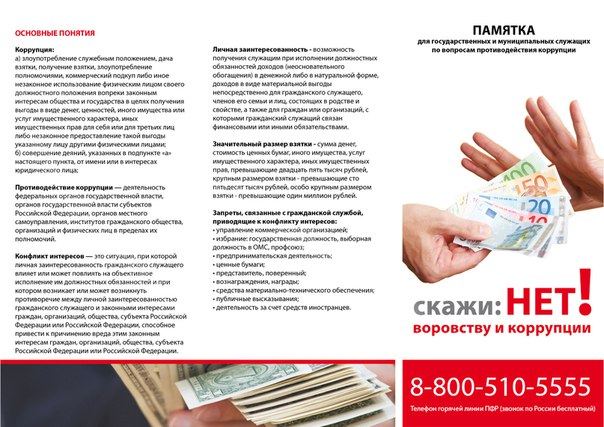 ОСНОВНЫЕ ПОНЯТИЯ
Коррупция:
а) злоупотребление служебным положением, дача
взятки, получение взятки, злоупотребление
полномочиями, коммерческий подкуп либо иное
незаконное использование физическим лицом своего
должностного положения вопреки законным
интересам общества и государства в целях получения
выгоды в виде денег, ценностей, иного имущества или
услуг имущественного характера, иных
имущественных прав для себя или для третьих лиц
либо незаконное предоставление такой выгоды
указанному лицу другими физическими лицами;
б) совершение деяний, указанных в подпункте «а»
настоящего пункта, от имени или в интересах
юридического лица;
Противодействие коррупции — деятельность
федеральных органов государственной власти,
органов государственной власти субъектов
Российской Федерации, органов местного
самоуправления, институтов гражданского общества,
организаций и физических лиц в пределах их
полномочий.
Конфликт интересов — это ситуация, при которой
личная заинтересованность гражданского служащего
влияет или может повлиять на объективное
исполнение им должностных обязанностей и при
котором возникает или может возникнуть
противоречие между личной заинтересованностью
гражданского служащего и законными интересами
граждан, организаций, общества, субъекта Российской
Федерации или Российской Федерации, способное
привести к причинению вреда этим законным
интересам граждан, организаций, общества, субъекта
Российской Федерации или Российской Федерации.
Личная заинтересованность - возможность
получения служащим при исполнении должностных
обязанностей доходов (неосновательного
обогащения) в денежной либо в натуральной форме,
доходов в виде материальной выгоды
непосредственно для гражданского служащего,
членов его семьи и лиц, состоящих в родстве и
свойстве, а также для граждан или организаций, с
которыми гражданский служащий связан
финансовыми или иными обязательствами.
Значительный размер взятки - сумма денег,
стоимость ценных бумаг, иного имущества, услуг
имущественного характера, иных имущественных
прав, превышающие двадцать пять тысяч рублей,
крупным размером взятки - превышающие сто
пятьдесят тысяч рублей, особо крупным размером
взятки - превышающие один миллион рублей.
Запреты, связанные с гражданской службой,
приводящие к конфликту интересов:
• управление коммерческой организацией;
• избрание: государственная должность, выборная
должность в ОМС, профсоюз;
• предпринимательская деятельность;
• ценные бумаги;
• представитель, поверенный;
• вознаграждения, награды;
• средства материально-технического обеспечения;
• публичные высказывания;
• деятельность за счет средств иностранцев.
ПАМЯТКА
для государственных и муниципальных служащих
по вопросам противодействия коррупции
200
100
50
20
10
скажи: НЕТ!
воровству и коррупции
8-800-510-5555
Телефон горячей линии ПФР (звонок по России бесплатный)